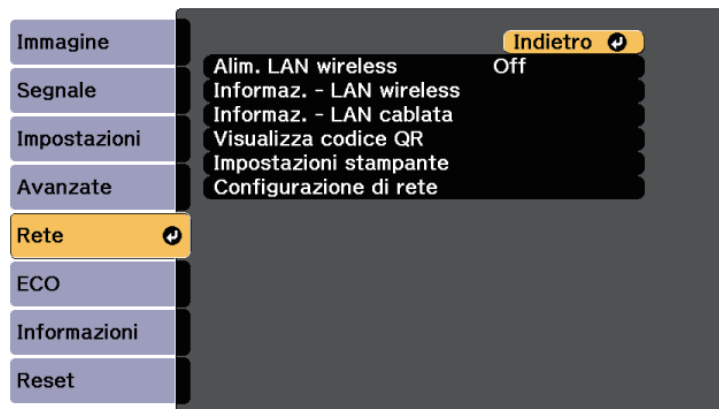 Immagine
Segnale
Impostazioni
Avanzate
Rete
ECO
Informazioni
Reset
Indietro
Alim. LAN wireless Off
Informaz. - LAN wireless
Informaz. - LAN cablata
Visualizza codice QR
Impostazioni stampante
Configurazione di rete